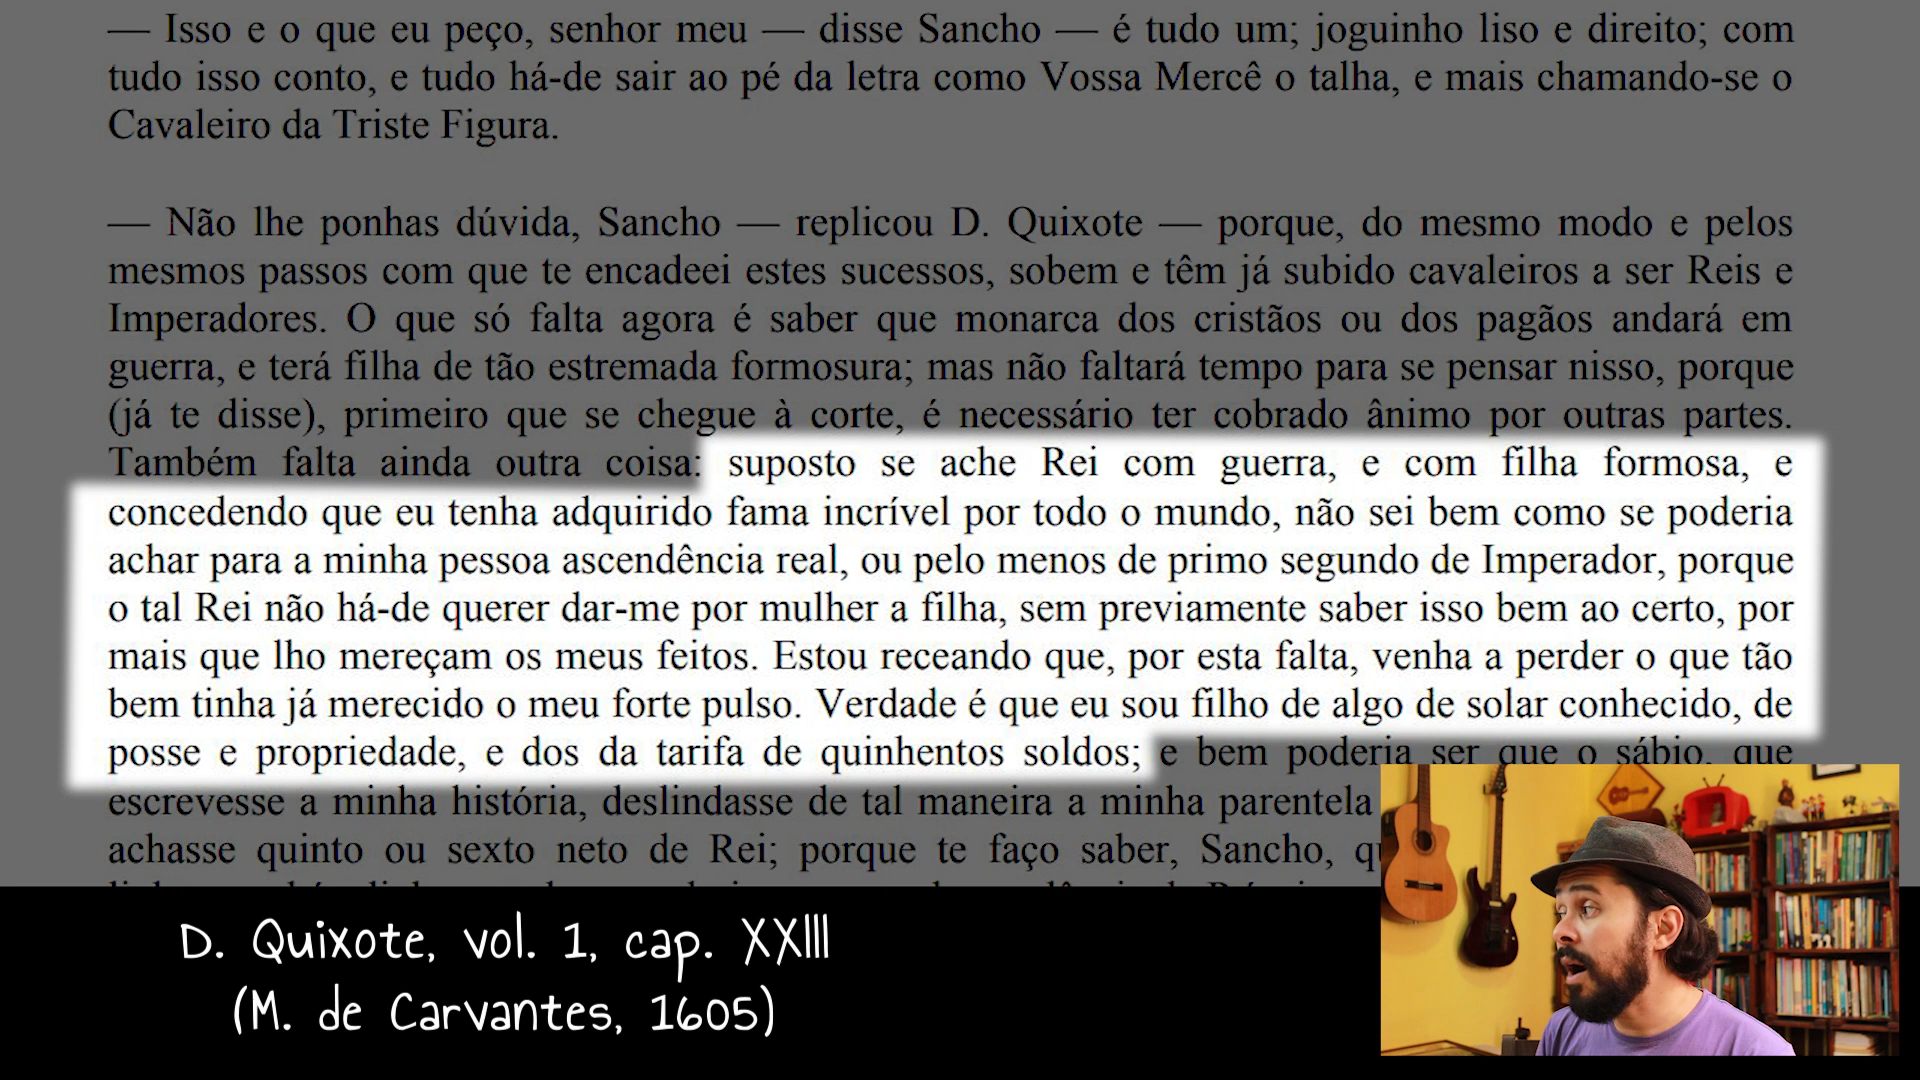 — Isso e o que eu peço, senhor meu — disse Sancho — é tudo um; joguinho liso e direito; com
tudo isso conto, e tudo há-de sair ao pé da letra como Vossa Mercê o talha, e mais chamando-se o
Cavaleiro da Triste Figura.
— Não lhe ponhas dúvida, Sancho — replicou D. Quixote — porque, do mesmo modo e pelos
mesmos passos com que te encadeei estes sucessos, sobem e têm já subido cavaleiros a ser Reis e
Imperadores. O que só falta agora é saber que monarca dos cristãos ou dos pagãos andará em
guerra, e terá filha de tão estremada formosura; mas não faltará tempo para se pensar nisso, porque
(já te disse), primeiro que se chegue à corte, é necessário ter cobrado ânimo por outras partes.
Também falta ainda outra coisa: suposto se ache Rei com guerra, e com filha formosa, e
concedendo que eu tenha adquirido fama incrível por todo o mundo, não sei bem como se poderia
achar para a minha pessoa ascendência real, ou pelo menos de primo segundo de Imperador, porque
o tal Rei não há-de querer dar-me por mulher a filha, sem previamente saber isso bem ao certo, por
mais que lho mereçam os meus feitos. Estou receando que, por esta falta, venha a perder o que tão
bem tinha já merecido o meu forte pulso. Verdade é que eu sou filho de algo de solar conhecido, de
posse e propriedade, e dos da tarifa de quinhentos soldos; e bem poderia ser que o sábio, que
escrevesse a minha história, deslindasse de tal maneira a minha parentela
achasse quinto ou sexto neto de Rei; porque te faço saber, Sancho,
D. Quixote, vol. 1, cap. XXIII
(M. de Carvantes, 1605)